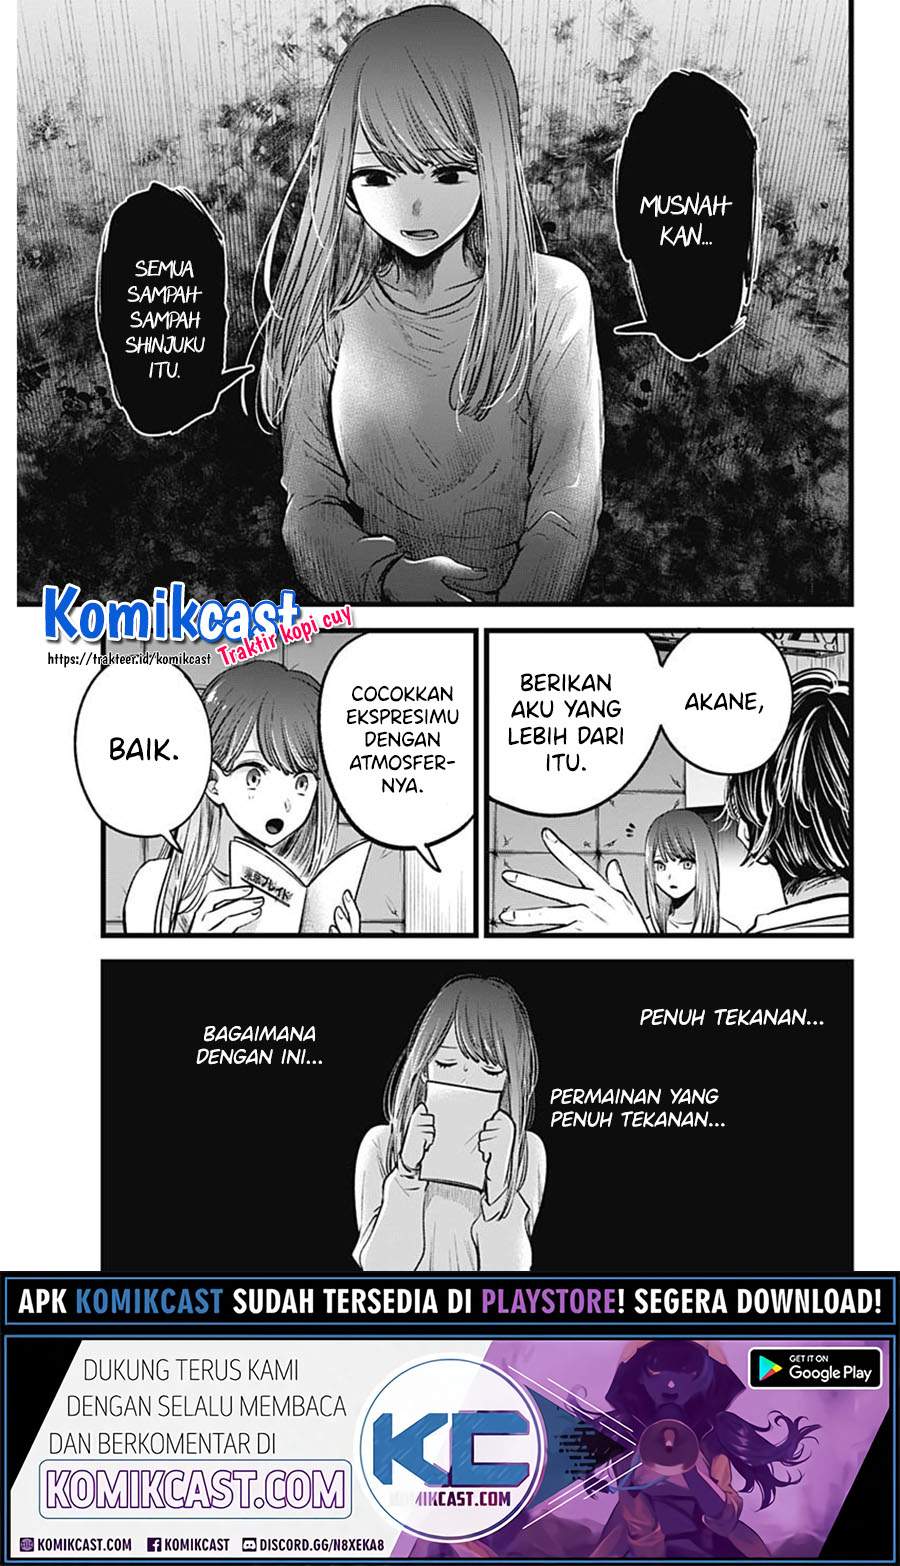 MUSNAH
KAN...
SEMUA
SAMPAH-
SAMPAH
SHINJUKU
ITU.
Komikcast
Traktir kopi cuy
https://trakteer.id/komikcast
AKANE,
BERIKAN
AKU YANG
LEBIH DARI
ITU.
COCOKKAN
EKSPRESIMU
DENGAN
ATMOSFER-
NYA.
BAIK.
PENUH TEKANAN...
PERMAINAN YANG
PENUH TEKANAN...
BAGAIMANA
DENGAN INI...
APK KOMIKCAST SUDAH TERSEDIA DI PLAYSTORE! SEGERA DOWNLOAD!
DUKUNG TERUS KAMI
DENGAN SELALU MEMBACA
DAN BERKOMENTAR DI
KOMIKCAST.COM
KOMIKCAST.COM
KOMIKCAST
DISCORD.GG/N8XEKA8
KC
KOMIKCAST.COM
GET IT ON
Google Play